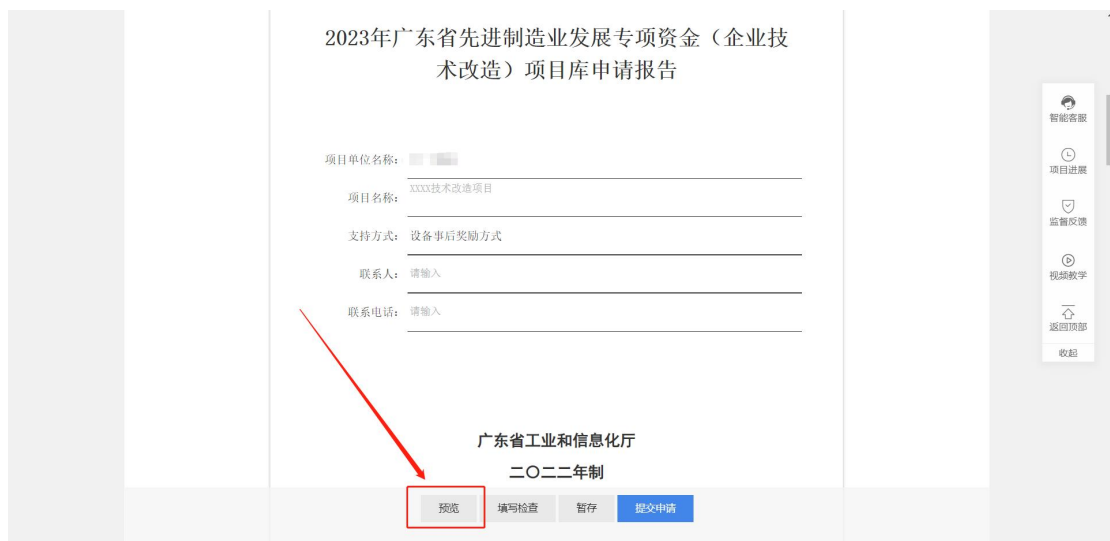 2023年广东省先进制造业发展专项资金（企业技
术改造）项目库申请报告
项目单位名称：
项目名称：
XXXX技术改造项目
支持方式： 设备事后奖励方式
联系人： 请输入
联系电话： 请输入
广东省工业和信息化厅
二〇二二年制
预览 填写检查 暂存 提交申请
智能客服
项目进展
监督反馈
视频教学
返回顶部
收起